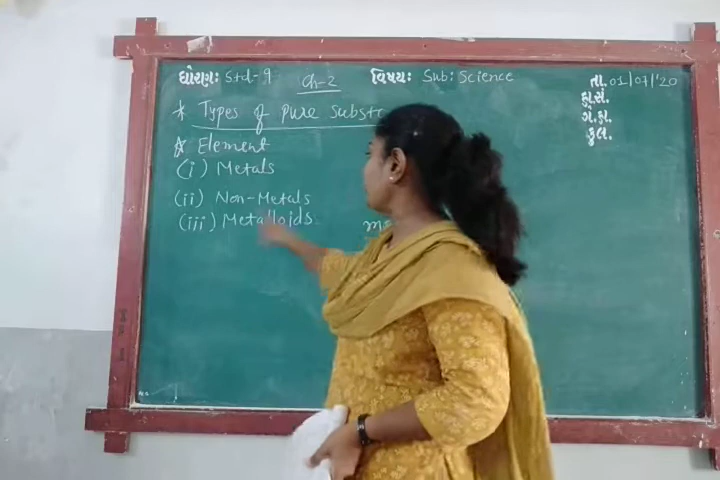 ધોરણ: Std-9 Ch-2 વિષય: Sub: Science તા. 01/07/'20
હા.સં.
* Types of Pure
ગે.હા.
કુલ.
* Element
(i) Metals
(ii) Non-Metals
(iii) Metalloids